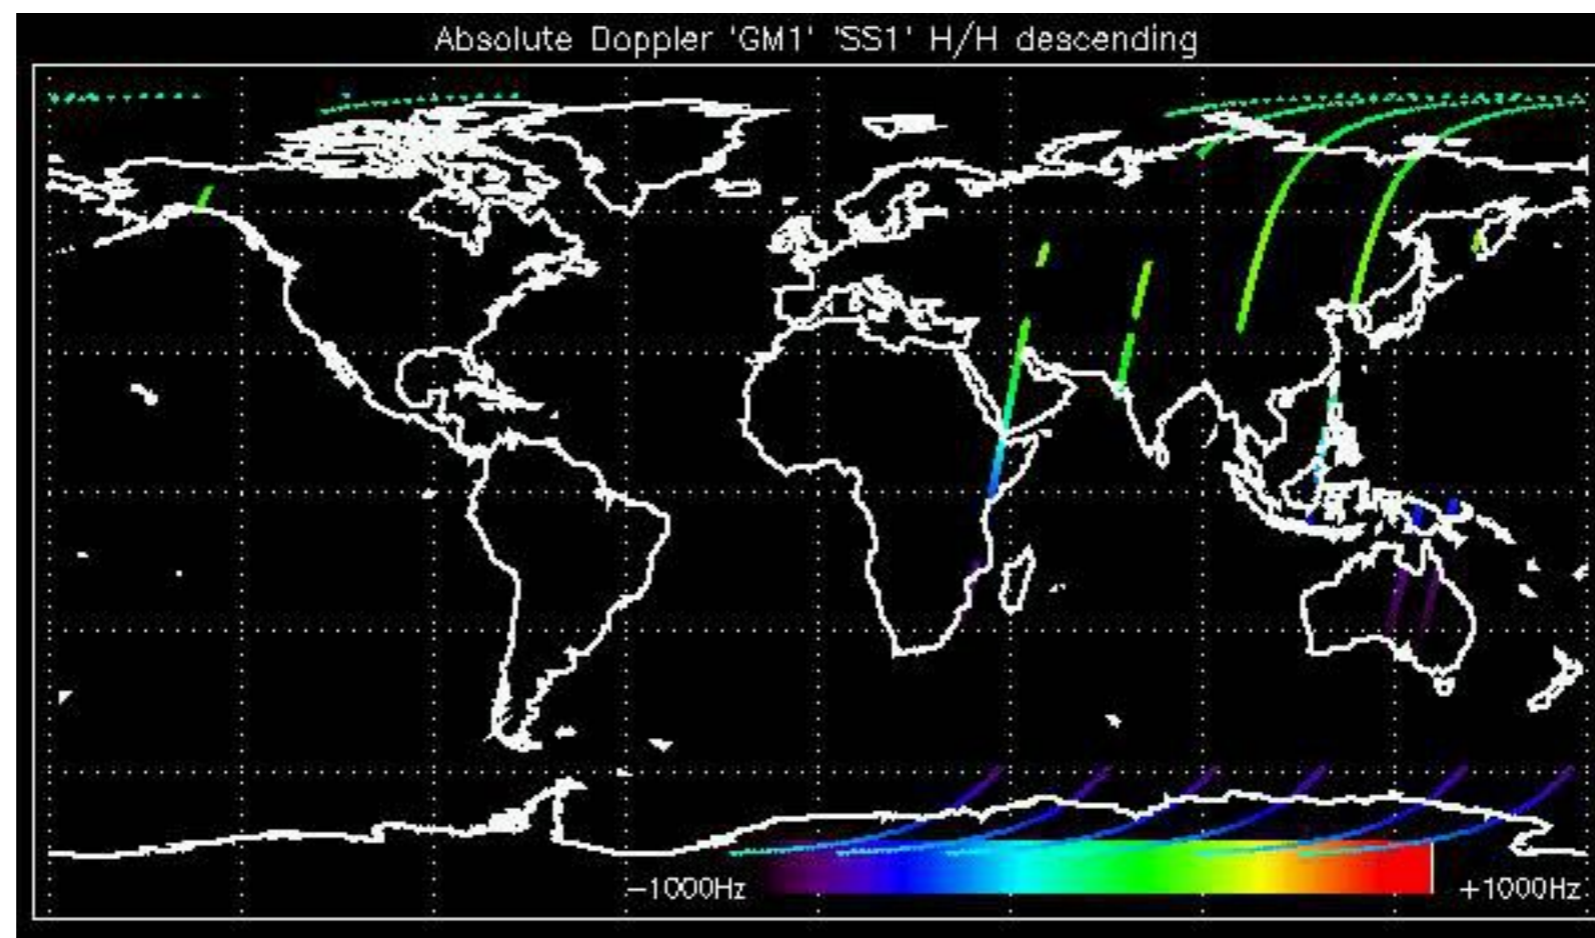 Absolute Doppler 'GM1' 'SS1' H/H descending
-1000Hz
+1000Hz